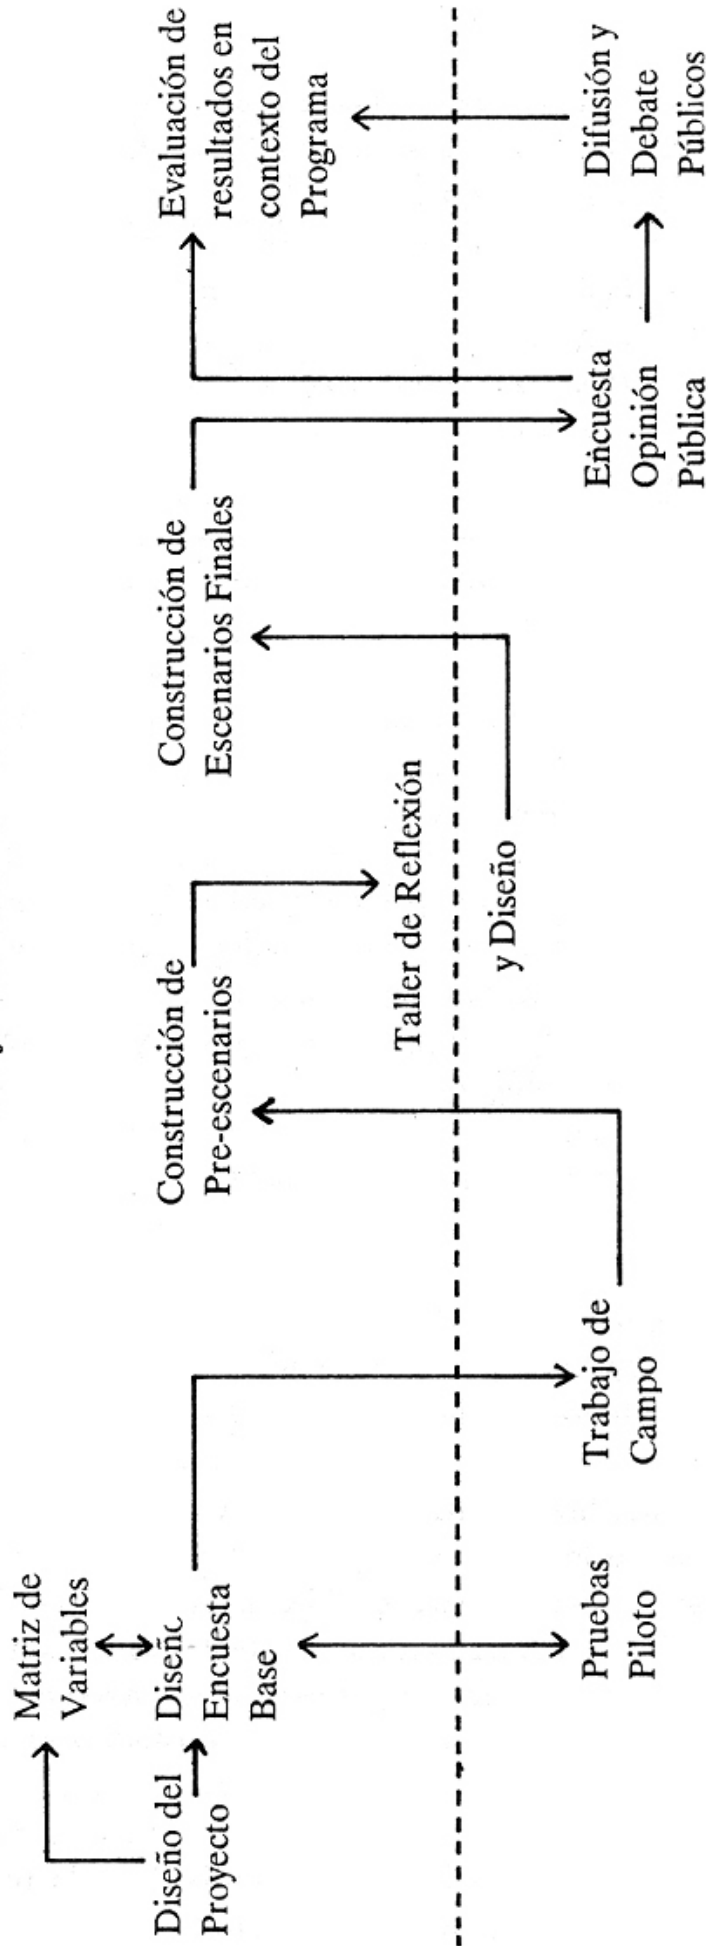 Matriz de
Variables
Diseño del
Proyecto
Diseño
Encuesta
Base
Pruebas
Piloto
Trabajo de
Campo
Construcción de
Pre-escenarios
Taller de Reflexión
y Diseño
Construcción de
Escenarios Finales
Encuesta
Opinión
Pública
Evaluación de
resultados en
contexto del
Programa
Difusión y
Debate
Públicos